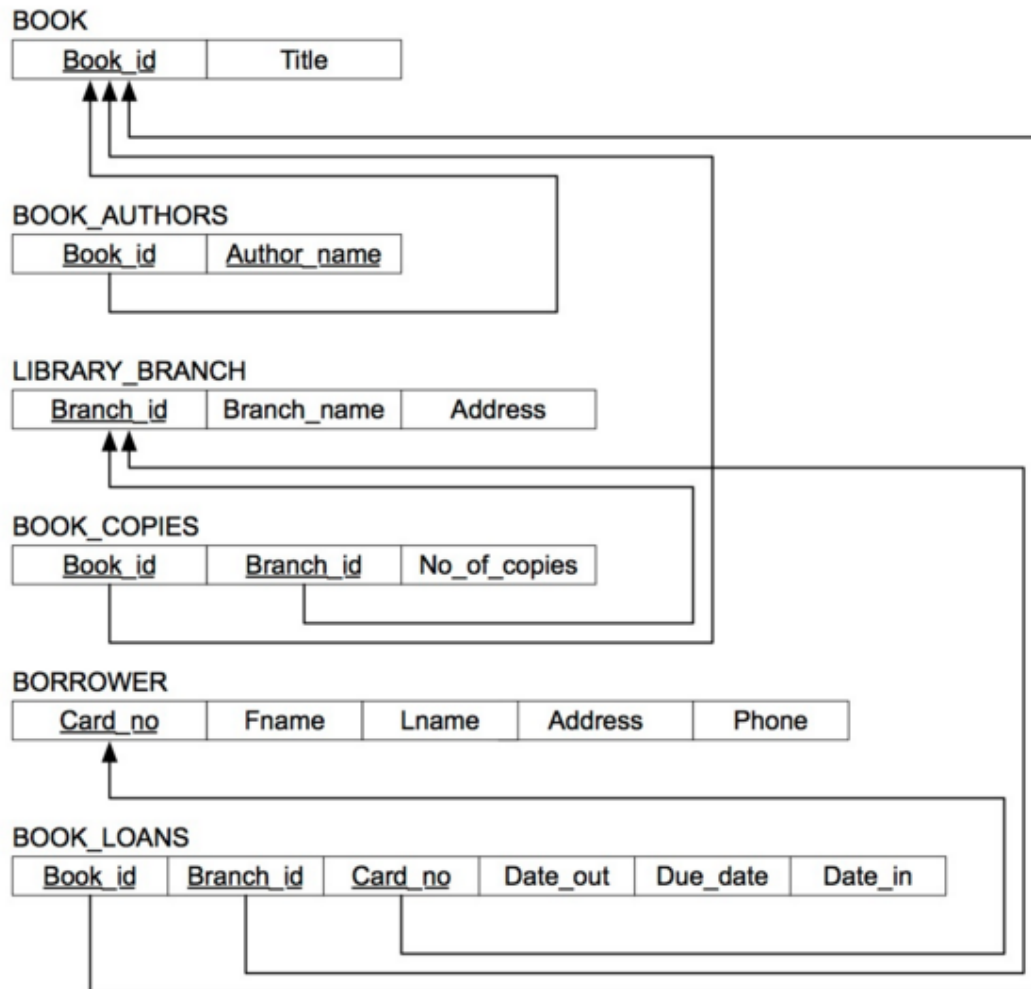 BOOK
Book_id Title
BOOK_AUTHORS
Book_id Author_name
LIBRARY_BRANCH
Branch_id Branch_name Address
BOOK_COPIES
Book_id Branch_id No_of_copies
BORROWER
Card_no Fname Lname Address Phone
BOOK_LOANS
Book_id Branch_id Card_no Date_out Due_date Date_in